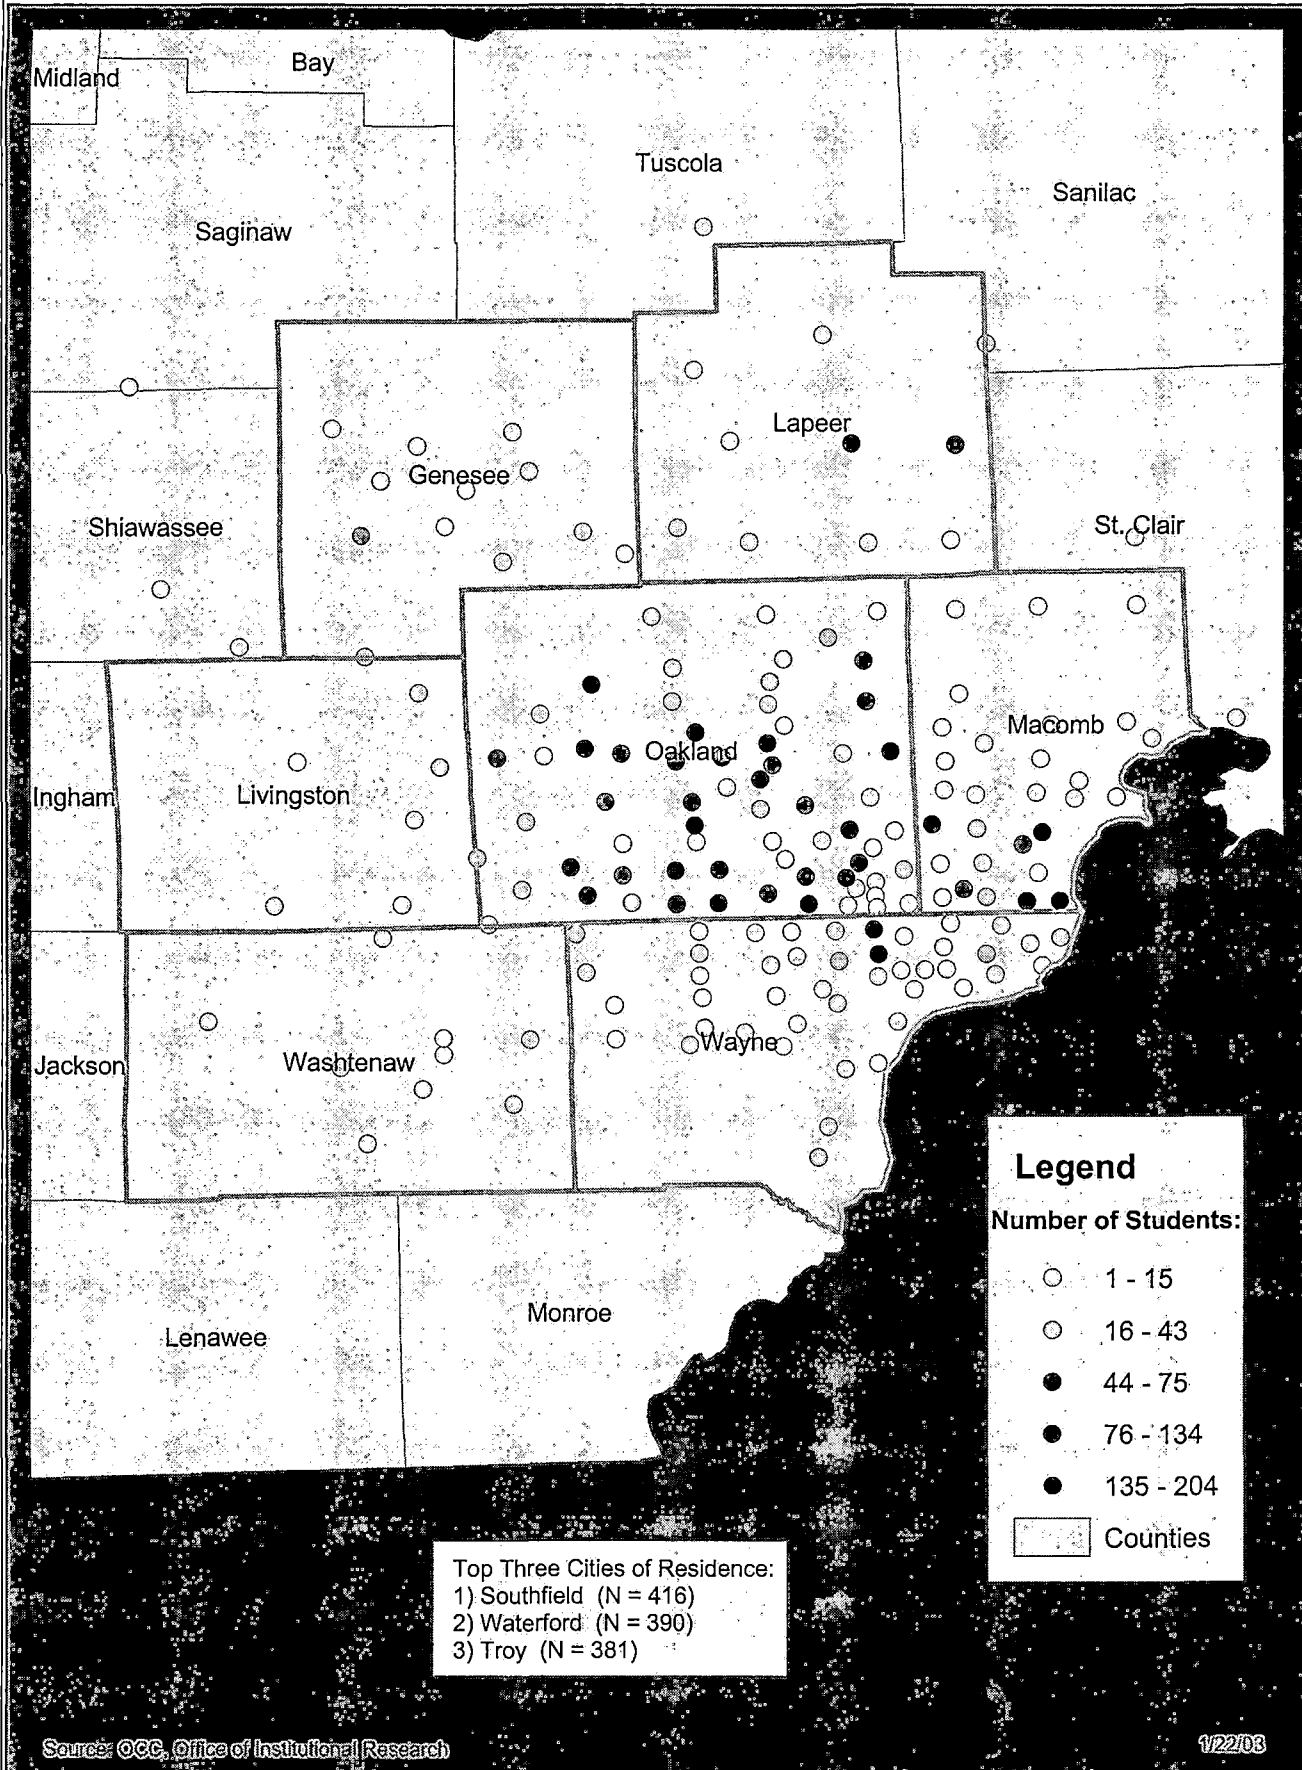 Midland
Bay
Tuscola
Sanilac
Saginaw
Lapeer
Genesee
Shiawassee
St. Clair
Macomb
Oakland
Ingham
Livingston
Wayne
Washtenaw
Jackson
Monroe
Lenawee
Legend
Number of Students:
1 - 15
16 - 43
44 - 75
76 - 134
135 - 204
Counties
Top Three Cities of Residence:
1) Southfield (N = 416)
2) Waterford (N = 390)
3) Troy (N = 381)
Source: OCC, Office of Institutional Research
1/22/03